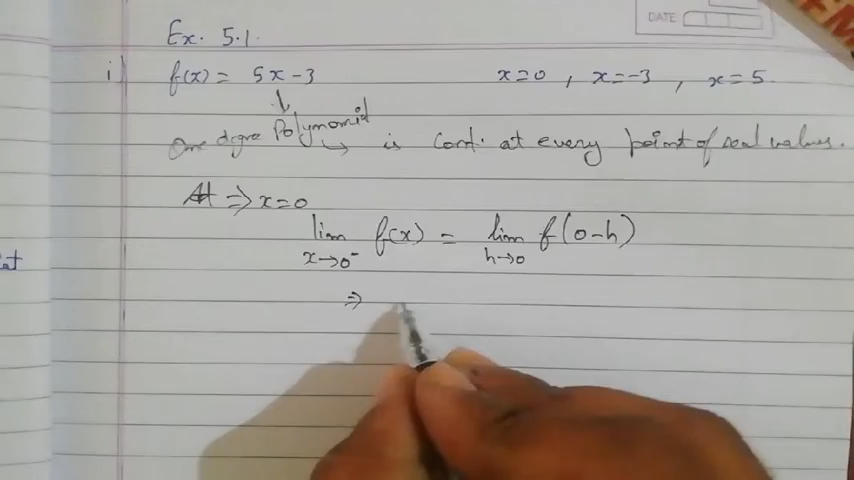 DATE
Ex. 5.1.
i) f(x) = 5x-3 x=0 , x=-3 , x=5.
↓
One degree Polynomial → is Cont. at every point of real values.
At ⇒ x=0
lim f(x) = lim f(0-h)
x→0⁻ h→0
⇒